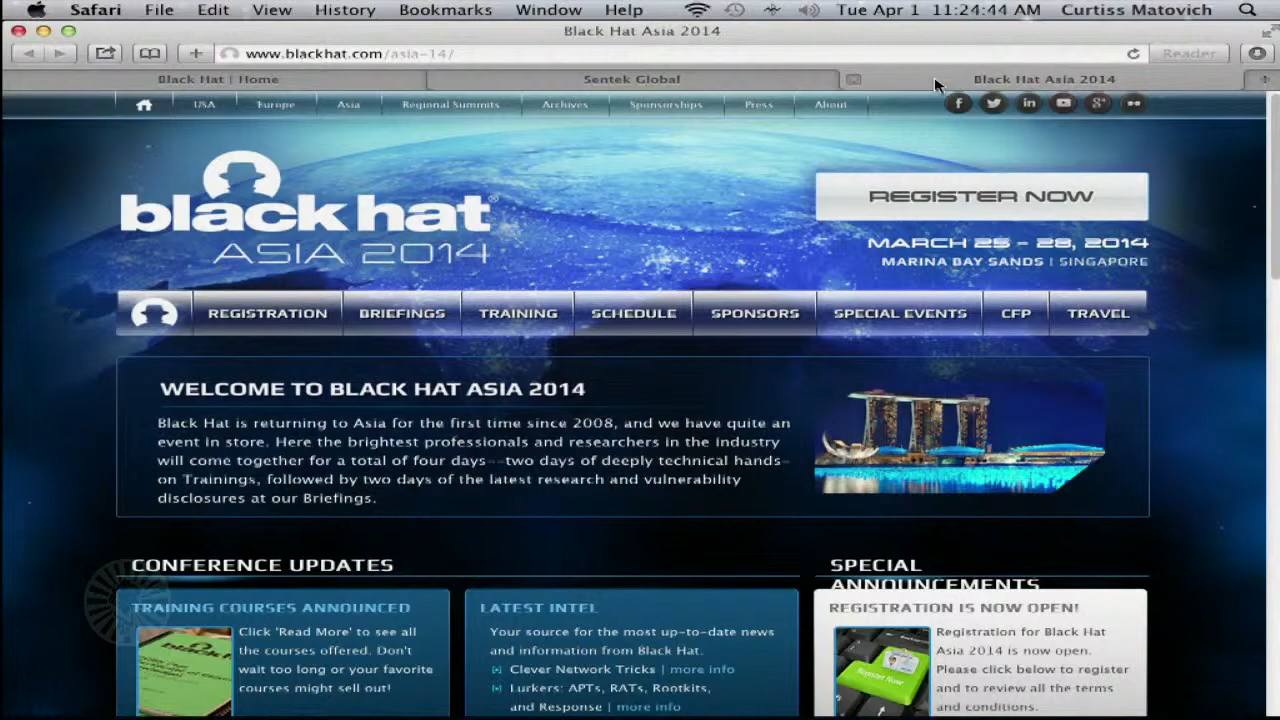 Safari File Edit View History Bookmarks Window Help Tue Apr 1 11:24:44 AM Curtiss Matovich
Black Hat Asia 2014
www.blackhat.com/asia-14/ Reader
Black Hat | Home Sentek Global Black Hat Asia 2014
USA Europe Asia Regional Summits Archives Sponsorships Press About
black hat®
ASIA 2014
REGISTER NOW
MARCH 25 - 28, 2014
MARINA BAY SANDS | SINGAPORE
REGISTRATION BRIEFINGS TRAINING SCHEDULE SPONSORS SPECIAL EVENTS CFP TRAVEL
WELCOME TO BLACK HAT ASIA 2014
Black Hat is returning to Asia for the first time since 2008, and we have quite an
event in store. Here the brightest professionals and researchers in the industry
will come together for a total of four days--two days of deeply technical hands-
on Trainings, followed by two days of the latest research and vulnerability
disclosures at our Briefings.
CONFERENCE UPDATES
TRAINING COURSES ANNOUNCED
Click 'Read More' to see all
the courses offered. Don't
wait too long or your favorite
courses might sell out!
LATEST INTEL
Your source for the most up-to-date news
and information from Black Hat.
Clever Network Tricks | more info
Lurkers: APTs, RATs, Rootkits,
and Response | more info
SPECIAL
ANNOUNCEMENTS
REGISTRATION IS NOW OPEN!
Register Now
Registration for Black Hat
Asia 2014 is now open.
Please click below to register
and to review all the terms
and conditions.